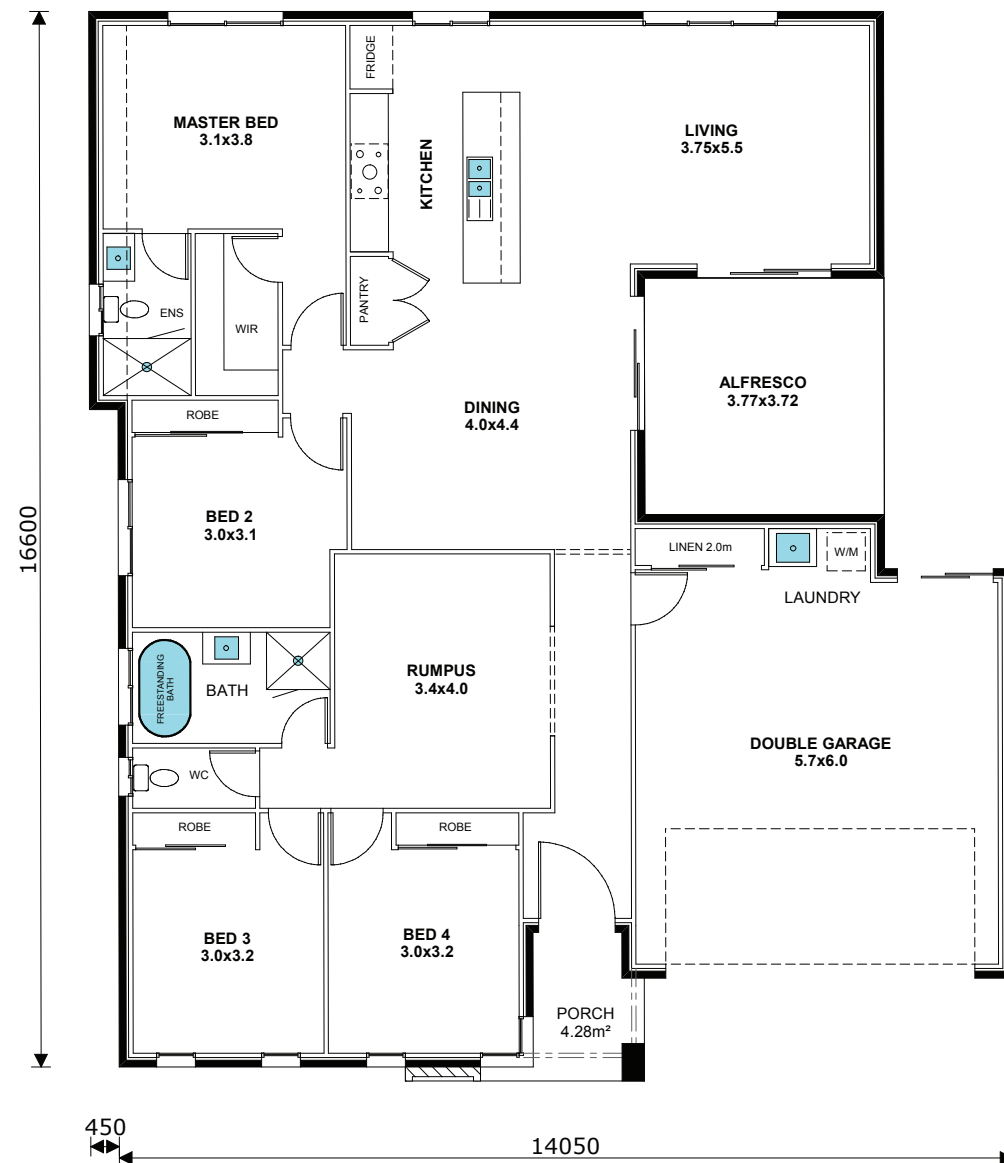 FRIDGE
MASTER BED
3.1x3.8
KITCHEN
LIVING
3.75x5.5
ENS
WIR
PANTRY
ALFRESCO
3.77x3.72
DINING
4.0x4.4
ROBE
16600
BED 2
3.0x3.1
LINEN 2.0m
W/M
LAUNDRY
FREESTANDING
BATH
BATH
RUMPUS
3.4x4.0
DOUBLE GARAGE
5.7x6.0
WC
ROBE
ROBE
BED 3
3.0x3.2
BED 4
3.0x3.2
PORCH
4.28m²
450
14050